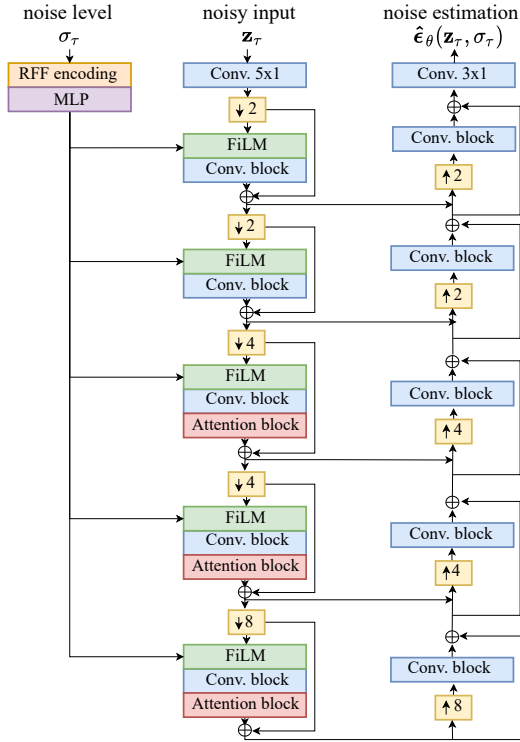 noise level
σ_τ
RFF encoding
MLP
noisy input
𝐳_τ
Conv. 5x1
↓2
FiLM
Conv. block
↓2
FiLM
Conv. block
↓4
FiLM
Conv. block
Attention block
↓4
FiLM
Conv. block
Attention block
↓8
FiLM
Conv. block
Attention block
noise estimation
ε̂_θ(𝐳_τ, σ_τ)
Conv. 3x1
Conv. block
↑2
Conv. block
↑2
Conv. block
↑4
Conv. block
↑4
Conv. block
↑8